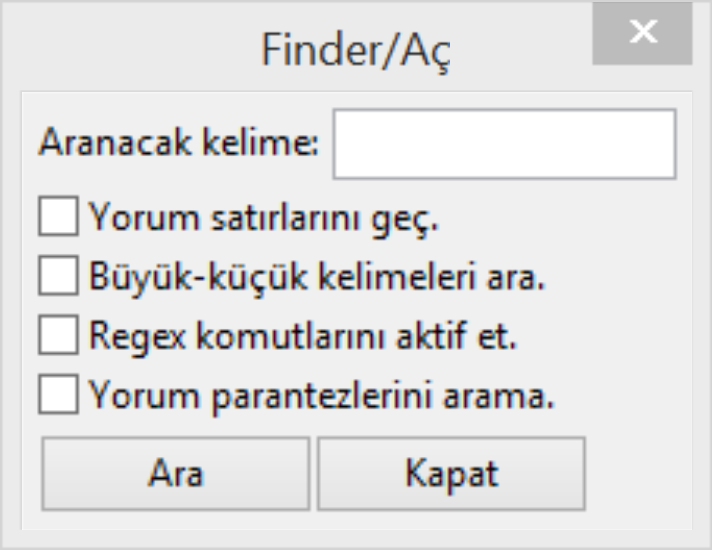 Finder/Aç
Aranacak kelime:
Yorum satırlarını geç.
Büyük-küçük kelimeleri ara.
Regex komutlarını aktif et.
Yorum parantezlerini arama.
Ara Kapat